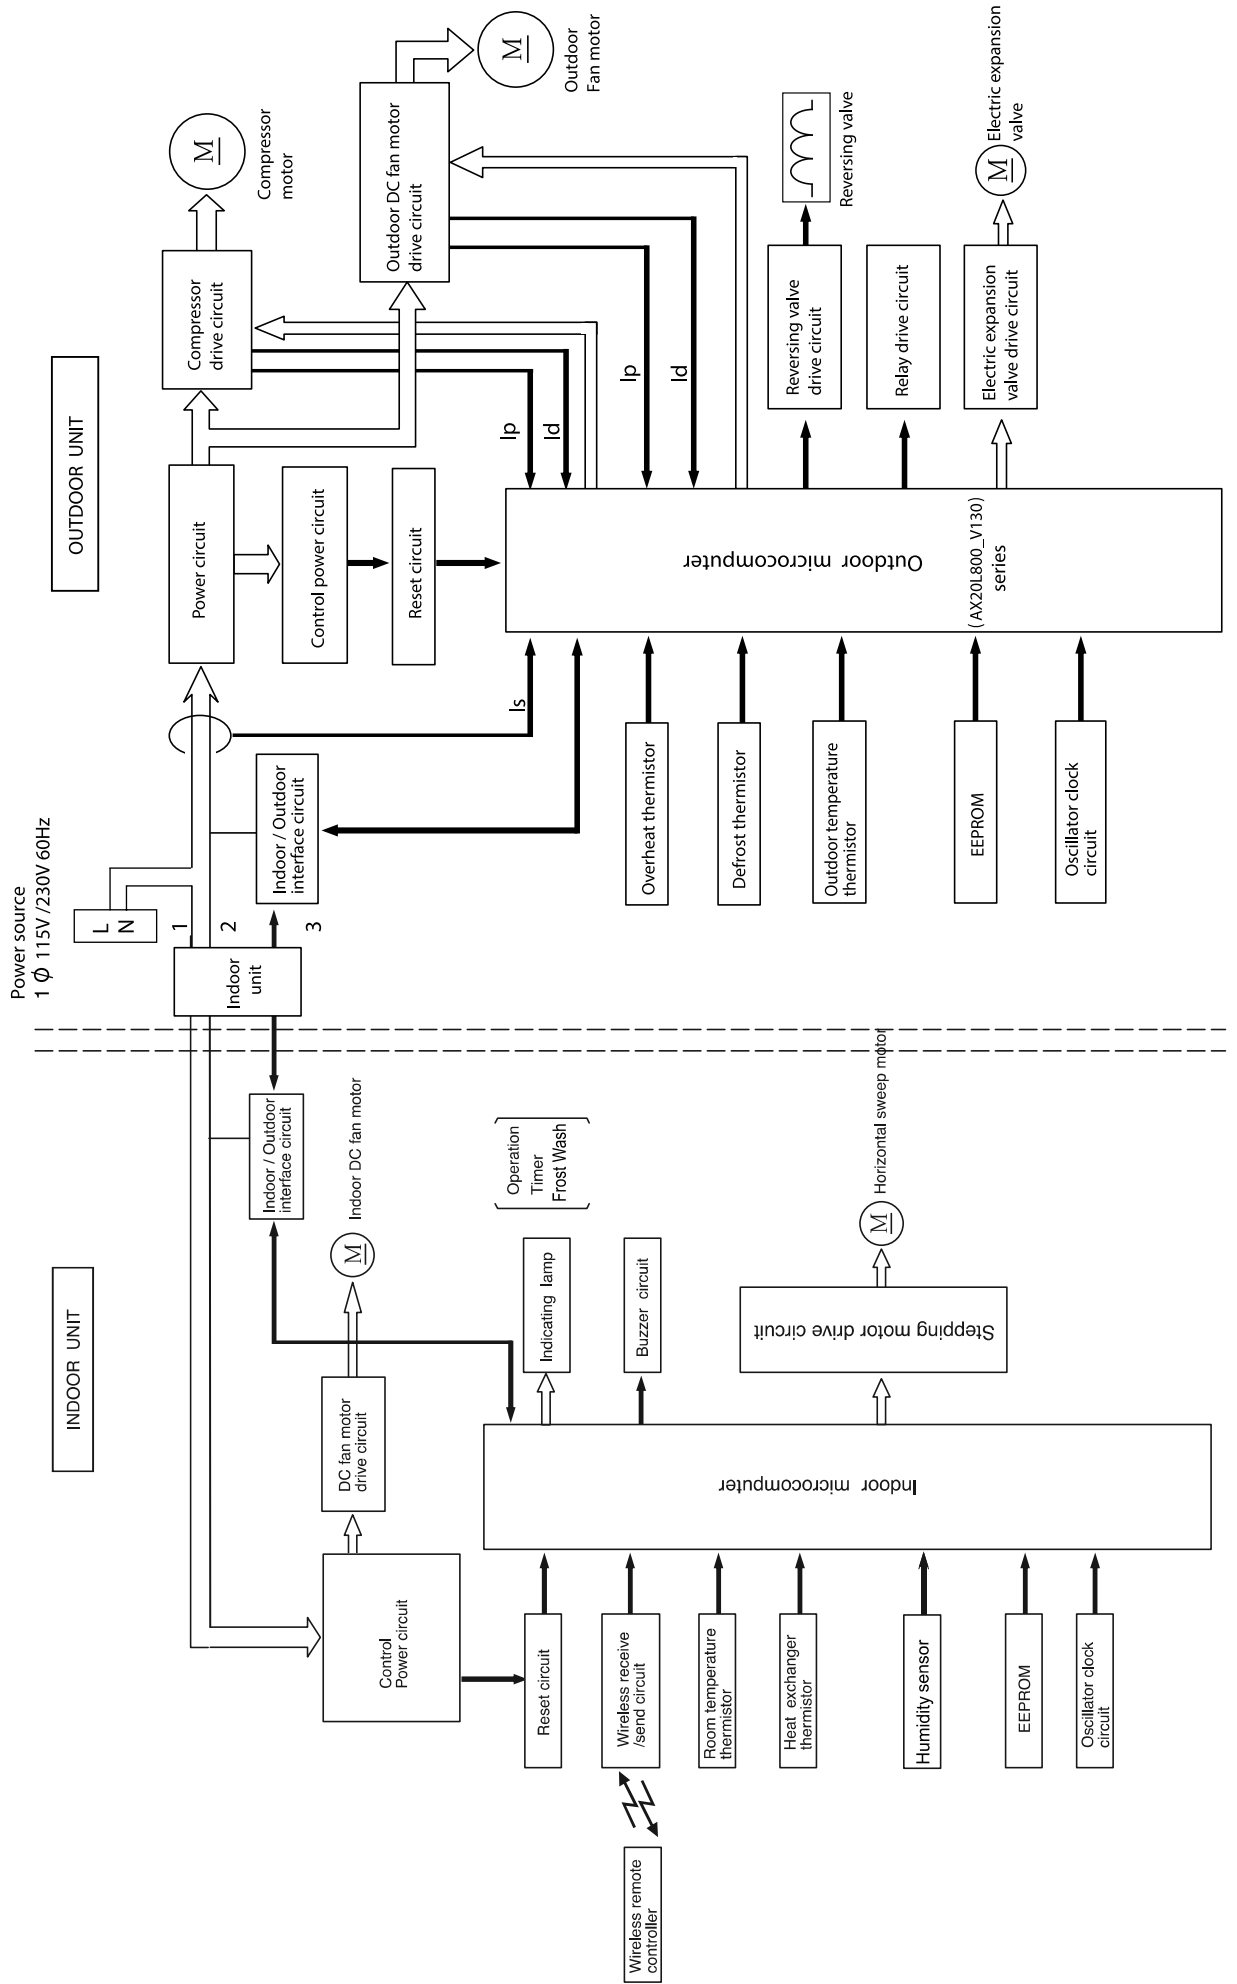 INDOOR UNIT
OUTDOOR UNIT
Power source
1 ϕ 115V /230V 60Hz
L
N
1
2
3
Indoor
unit
Wireless remote
controller
Control
Power circuit
Reset circuit
Wireless receive
/send circuit
Room temperature
thermistor
Heat exchanger
thermistor
Humidity sensor
EEPROM
Oscillator clock
circuit
DC fan motor
drive circuit
M
Indoor DC fan motor
Indoor / Outdoor
interface circuit
Indoor microcomputer
Indicating lamp
Operation
Timer
Frost Wash
Buzzer circuit
Stepping motor drive circuit
M
Horizontal sweep motor
Indoor / Outdoor
interface circuit
Is
Overheat thermistor
Defrost thermistor
Outdoor temperature
thermistor
EEPROM
Oscillator clock
circuit
Power circuit
Control power circuit
Reset circuit
Outdoor microcomputer
( AX20L800_V130)
series
Ip
Id
Ip
Id
Compressor
drive circuit
M
Compressor
motor
Outdoor DC fan motor
drive circuit
M
Outdoor
Fan motor
Reversing valve
drive circuit
Reversing valve
Relay drive circuit
Electric expansion
valve drive circuit
M
Electric expansion
valve